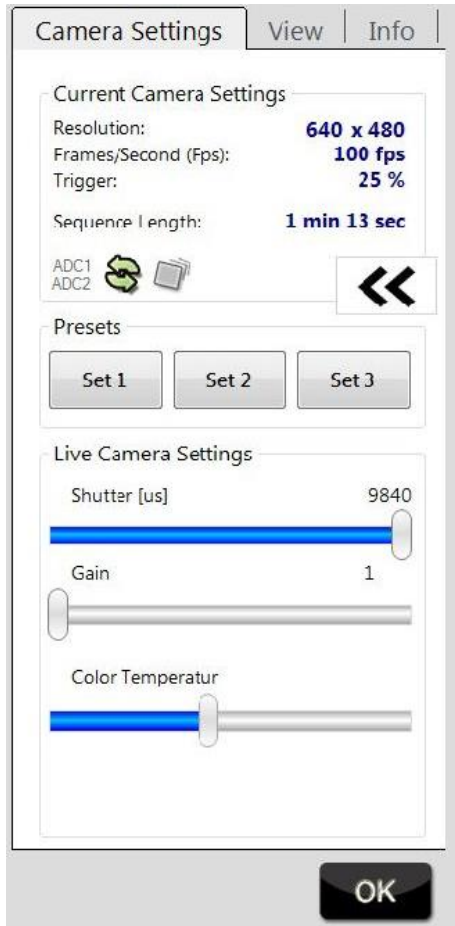 Camera Settings View Info
Current Camera Settings
Resolution: 640 x 480
Frames/Second (Fps): 100 fps
Trigger: 25 %
Sequence Length: 1 min 13 sec
ADC1
ADC2
<<
Presets
Set 1 Set 2 Set 3
Live Camera Settings
Shutter [us] 9840
Gain 1
Color Temperatur
OK